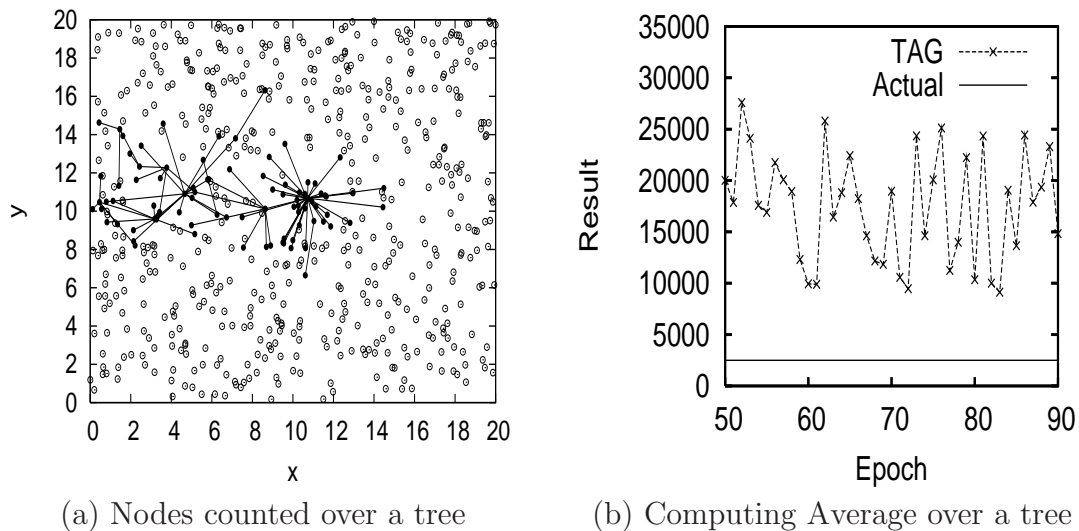 20
18
16
14
12
10
8
6
4
2
0
y
0 2 4 6 8 10 12 14 16 18 20
x
(a) Nodes counted over a tree
35000
30000
25000
20000
15000
10000
5000
0
Result
TAG
Actual
50 60 70 80 90
Epoch
(b) Computing Average over a tree